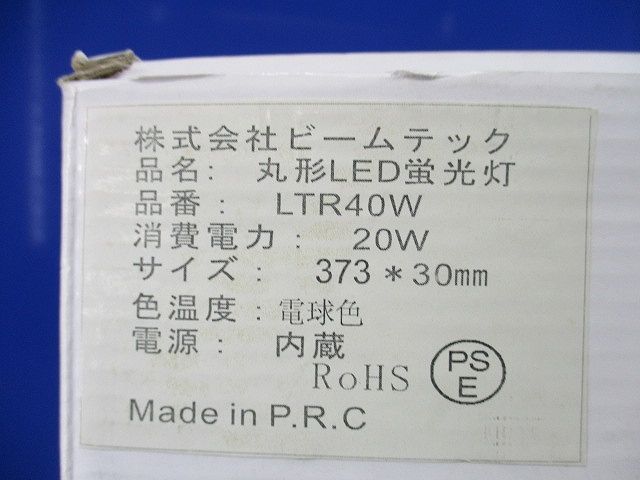 株式会社ビームテック
品名: 丸形LED蛍光灯
品番: LTR40W
消費電力: 20W
サイズ: 373*30mm
色温度:電球色
電源: 内蔵
RoHS
PS
E
Made in P.R.C